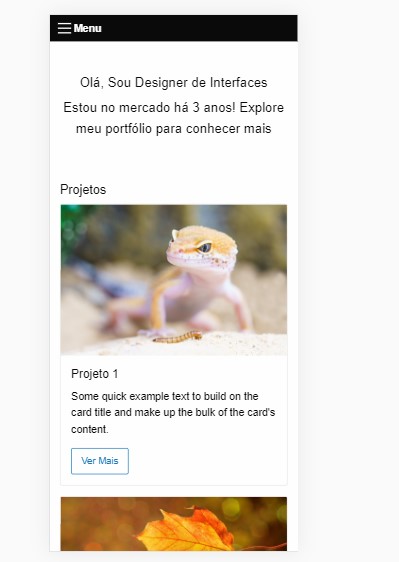 Menu
Olá, Sou Designer de Interfaces
Estou no mercado há 3 anos! Explore
meu portfólio para conhecer mais
Projetos
Projeto 1
Some quick example text to build on the
card title and make up the bulk of the card's
content.
Ver Mais